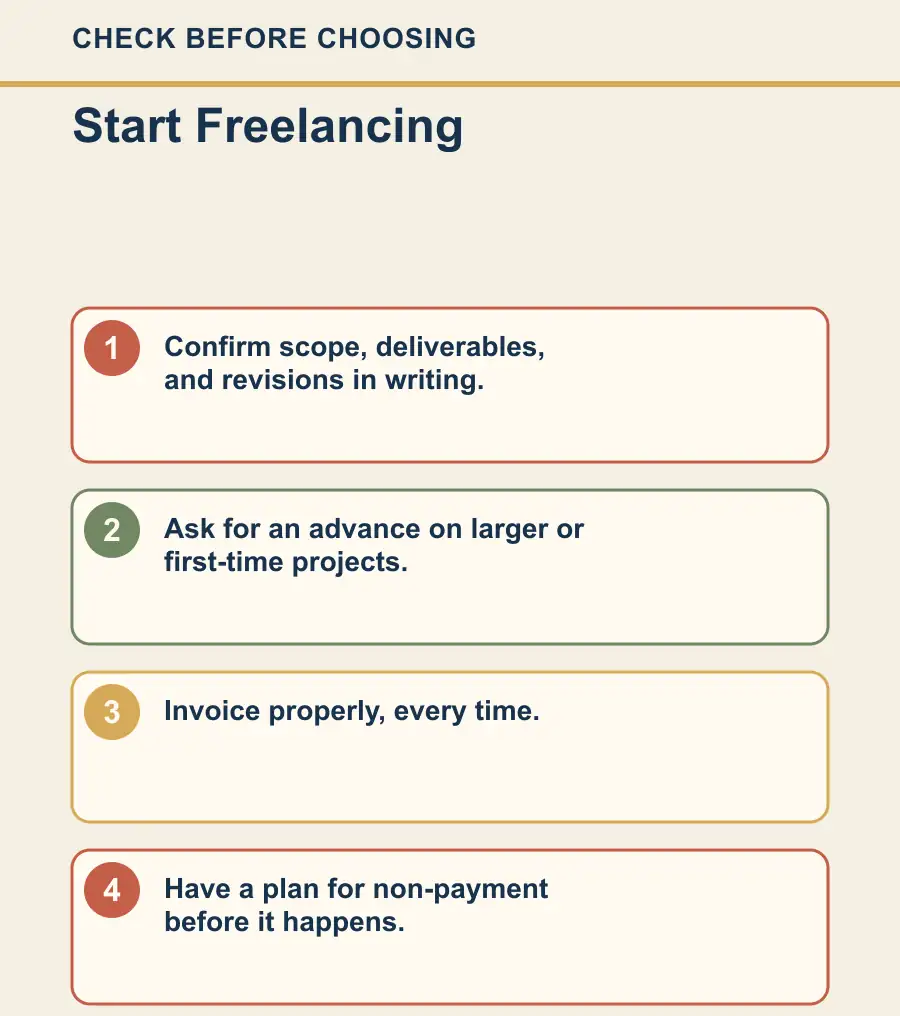 CHECK BEFORE CHOOSING
Start Freelancing
1
Confirm scope, deliverables,
and revisions in writing.
2
Ask for an advance on larger or
first-time projects.
3
Invoice properly, every time.
4
Have a plan for non-payment
before it happens.